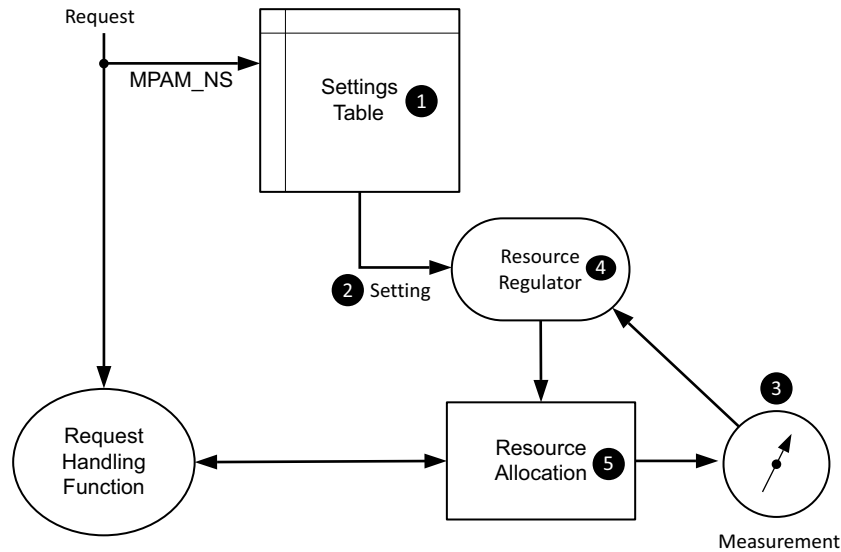 Request
MPAM_NS
Settings
Table
1
2 Setting
Resource
Regulator
4
3
Request
Handling
Function
Resource
Allocation
5
Measurement